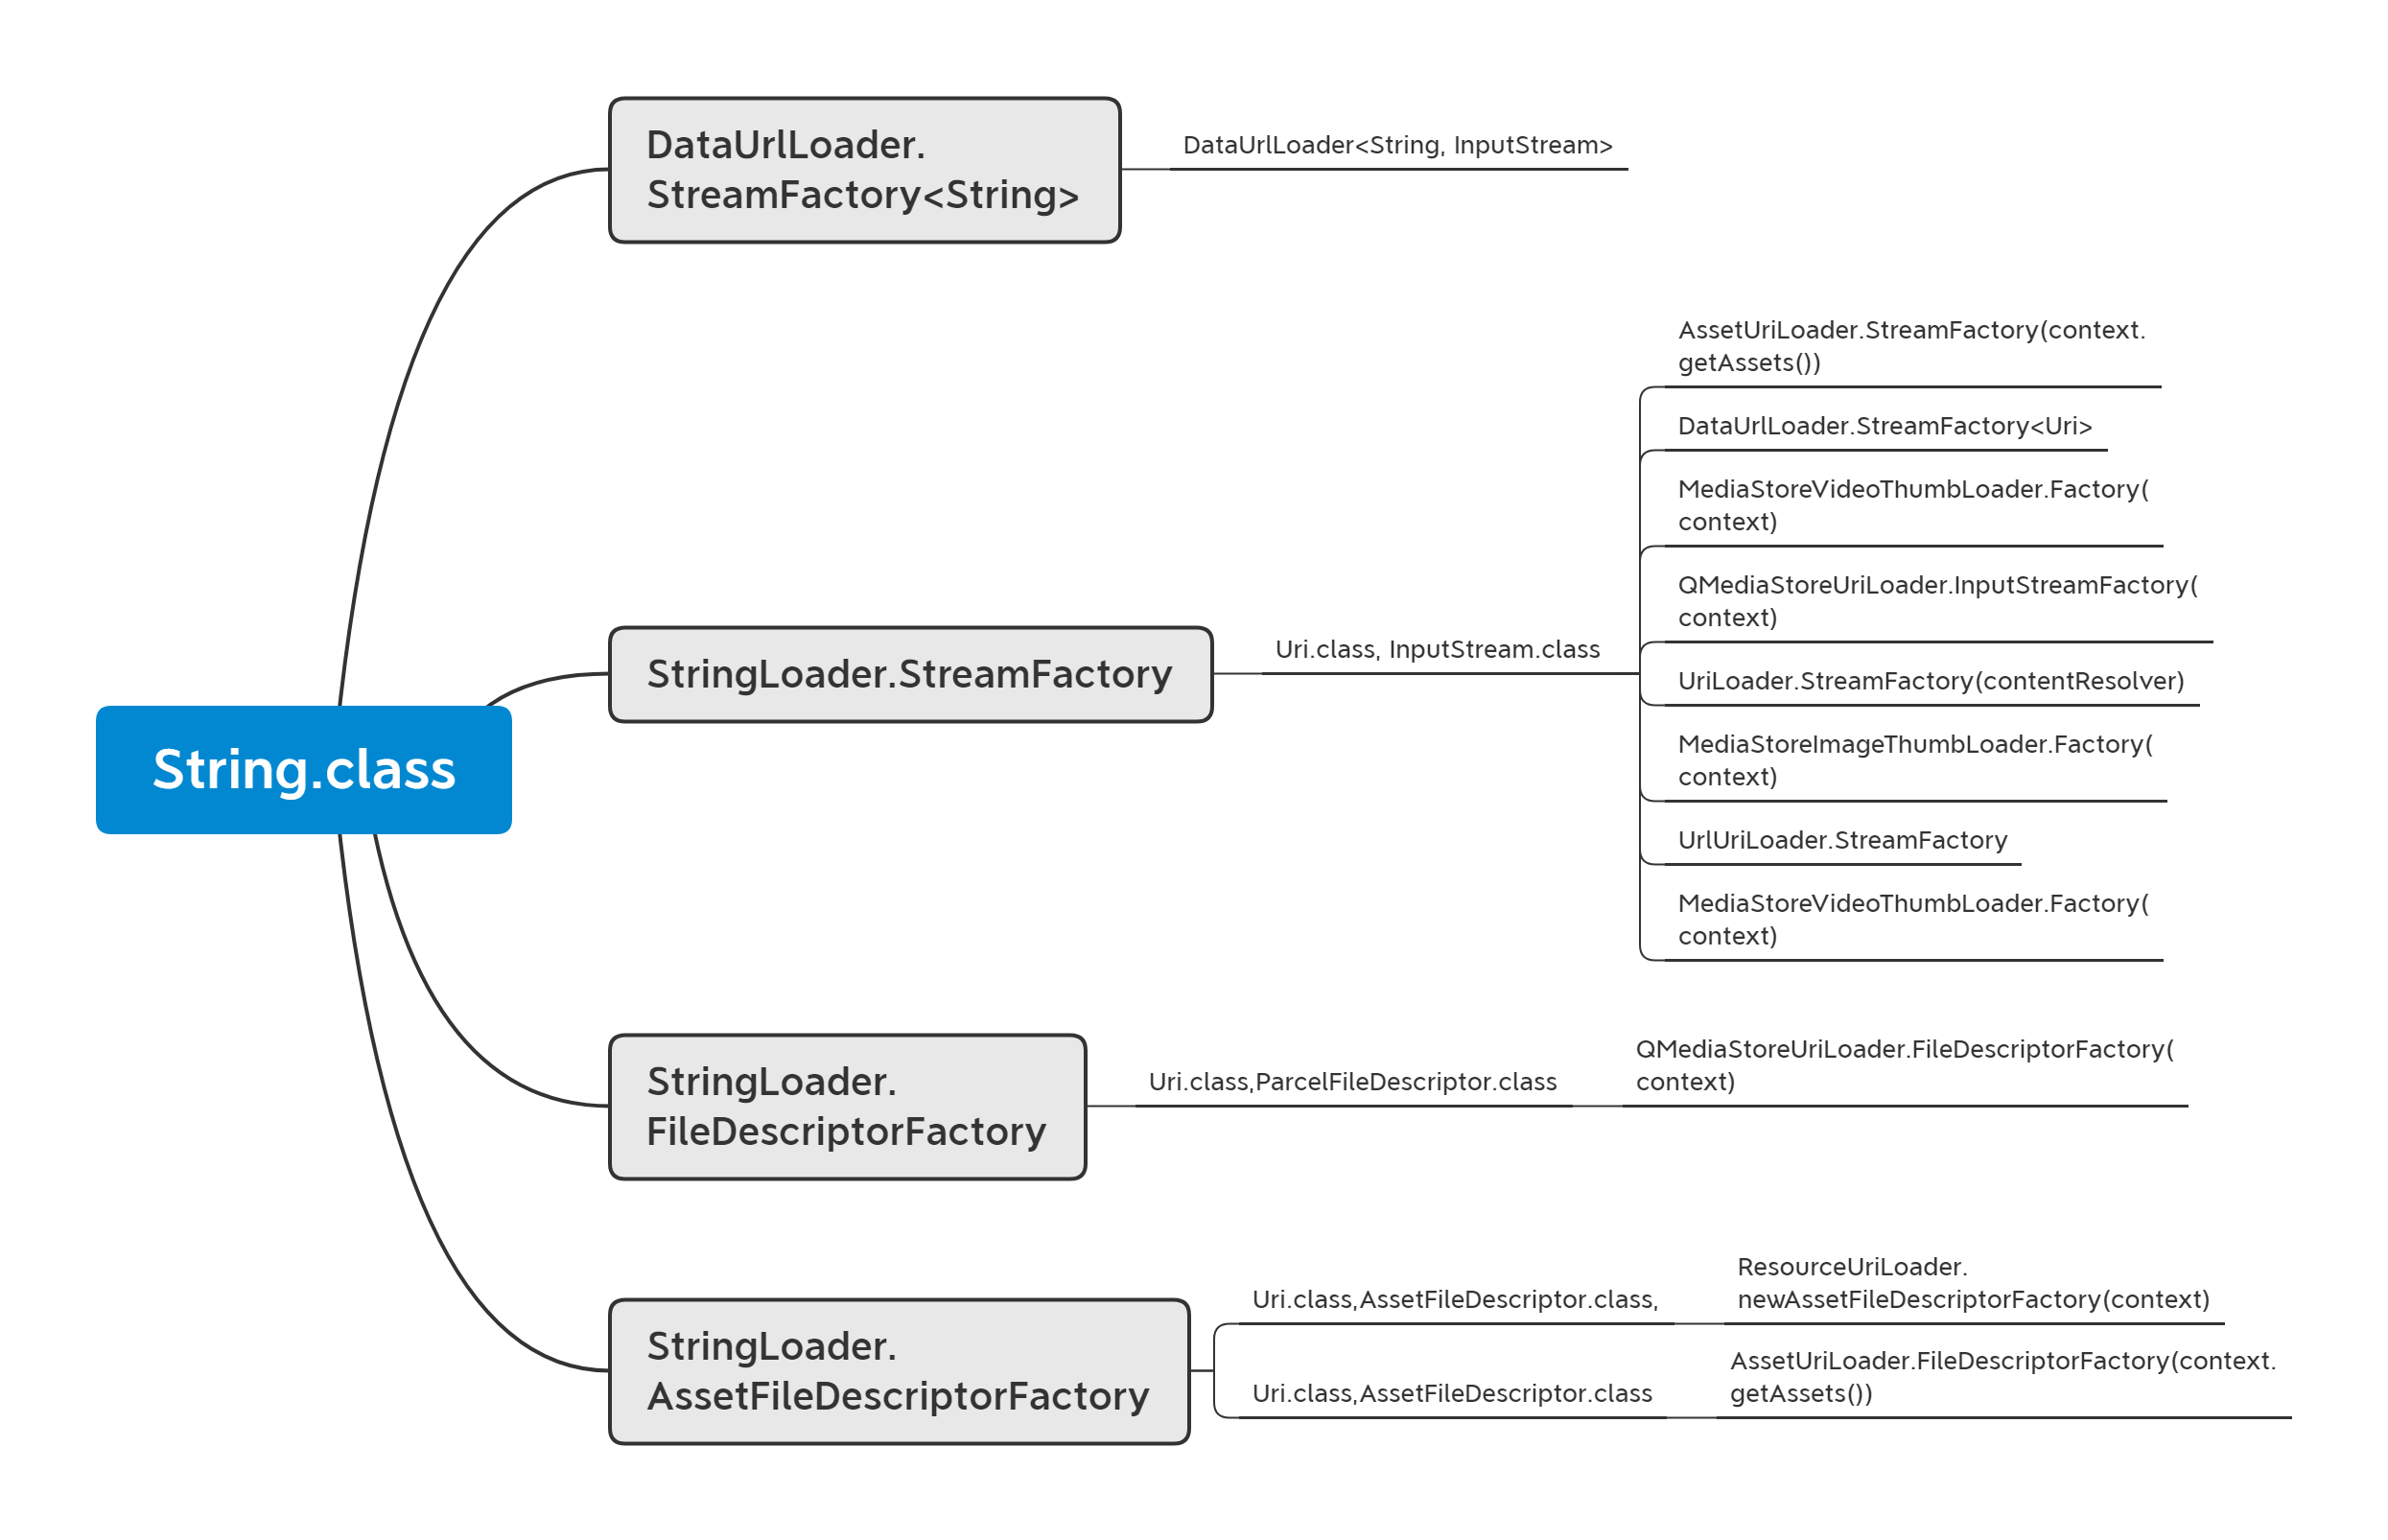 String.class
DataUrlLoader.
StreamFactory<String>
DataUrlLoader<String, InputStream>
StringLoader.StreamFactory
Uri.class, InputStream.class
AssetUriLoader.StreamFactory(context.
getAssets())
DataUrlLoader.StreamFactory<Uri>
MediaStoreVideoThumbLoader.Factory(
context)
QMediaStoreUriLoader.InputStreamFactory(
context)
UriLoader.StreamFactory(contentResolver)
MediaStoreImageThumbLoader.Factory(
context)
UrlUriLoader.StreamFactory
MediaStoreVideoThumbLoader.Factory(
context)
StringLoader.
FileDescriptorFactory
Uri.class,ParcelFileDescriptor.class
QMediaStoreUriLoader.FileDescriptorFactory(
context)
StringLoader.
AssetFileDescriptorFactory
Uri.class,AssetFileDescriptor.class,
ResourceUriLoader.
newAssetFileDescriptorFactory(context)
Uri.class,AssetFileDescriptor.class
AssetUriLoader.FileDescriptorFactory(context.
getAssets())